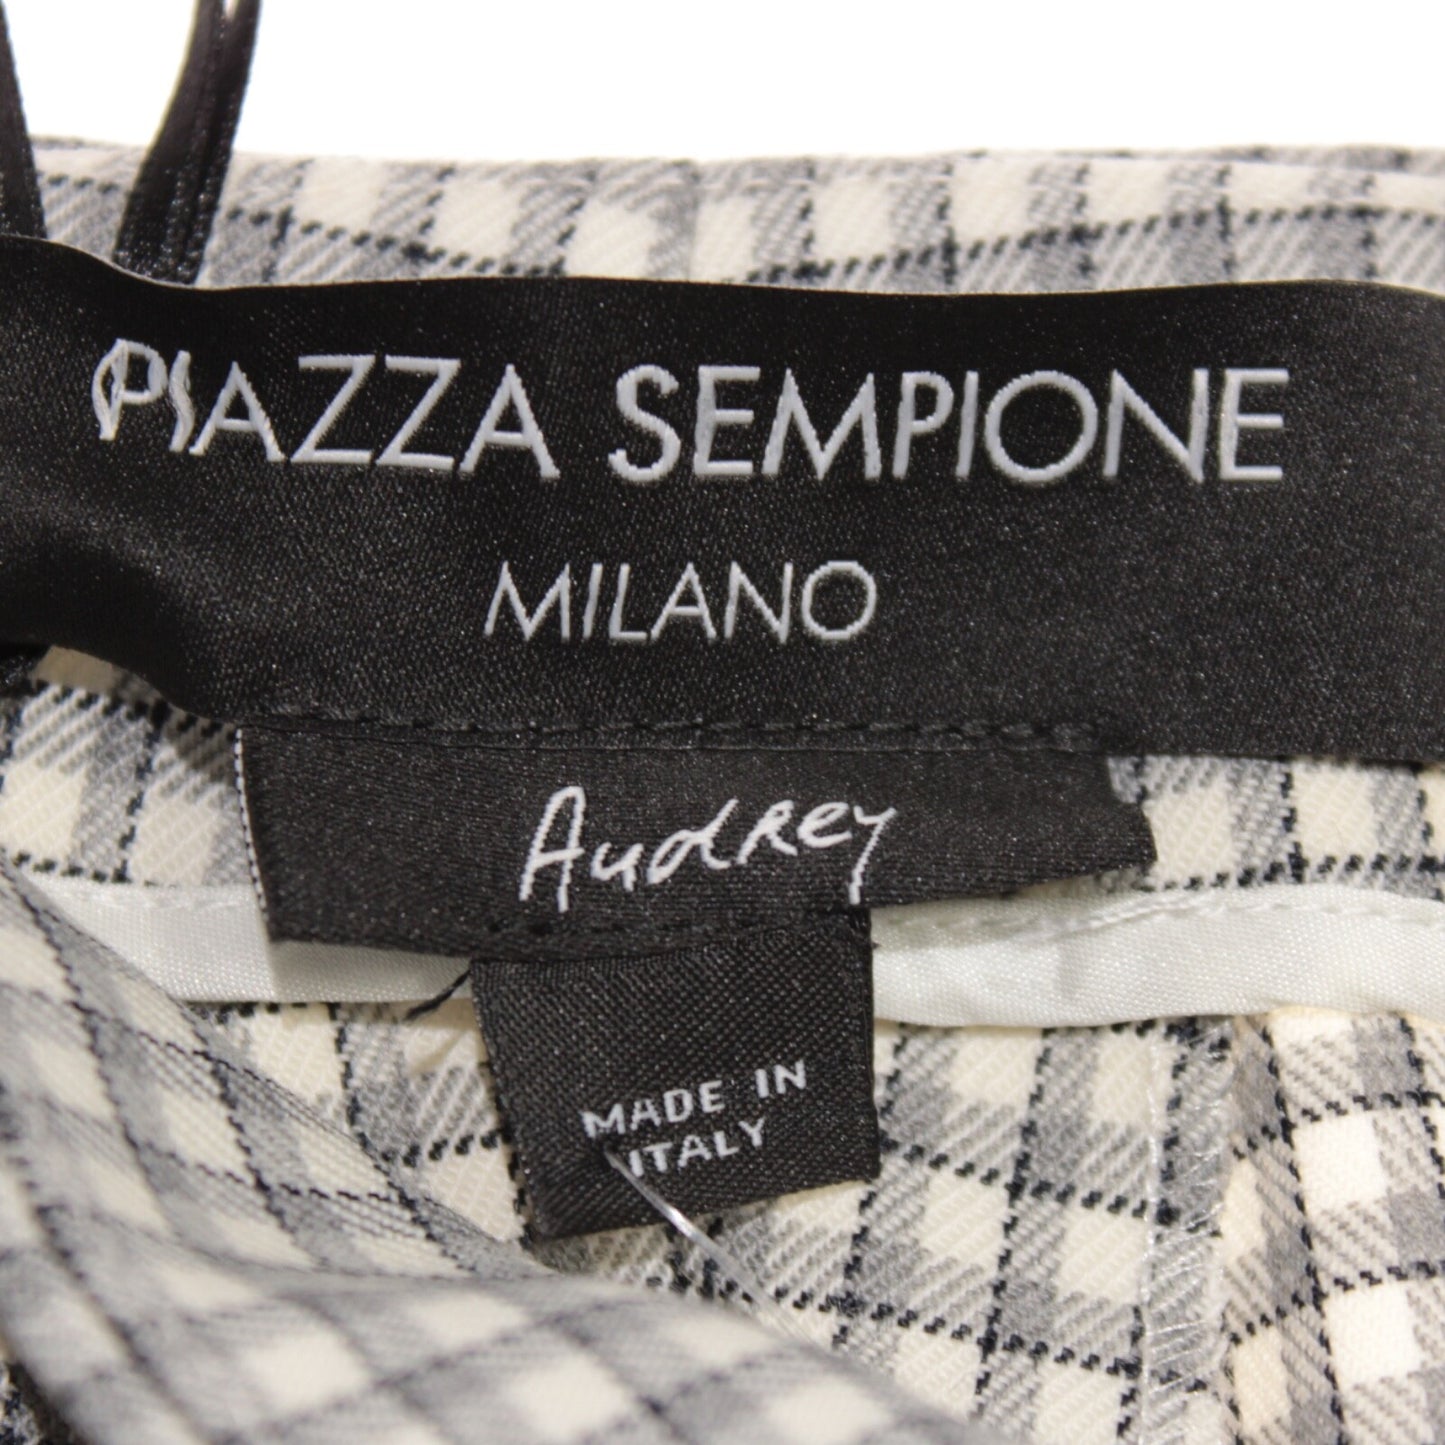 PIAZZA SEMPIONE
MILANO
Audrey
MADE IN
ITALY